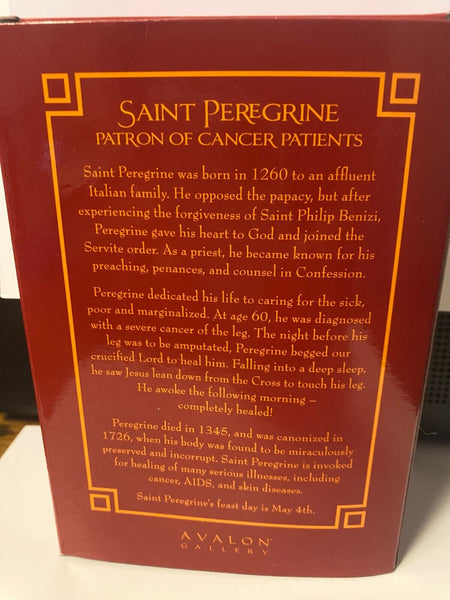 SAINT PEREGRINE
PATRON OF CANCER PATIENTS
Saint Peregrine was born in 1260 to an affluent
Italian family. He opposed the papacy, but after
experiencing the forgiveness of Saint Philip Benizi,
Peregrine gave his heart to God and joined the
Servite order. As a priest, he became known for his
preaching, penances, and counsel in Confession.
Peregrine dedicated his life to caring for the sick,
poor and marginalized. At age 60, he was diagnosed
with a severe cancer of the leg. The night before his
leg was to be amputated, Peregrine begged our
crucified Lord to heal him. Falling into a deep sleep,
he saw Jesus lean down from the Cross to touch his leg.
He awoke the following morning –
completely healed!
Peregrine died in 1345, and was canonized in
1726, when his body was found to be miraculously
preserved and incorrupt. Saint Peregrine is invoked
for healing of many serious illnesses, including
cancer, AIDS, and skin diseases.
Saint Peregrine's feast day is May 4th.
AVALON™
GALLERY